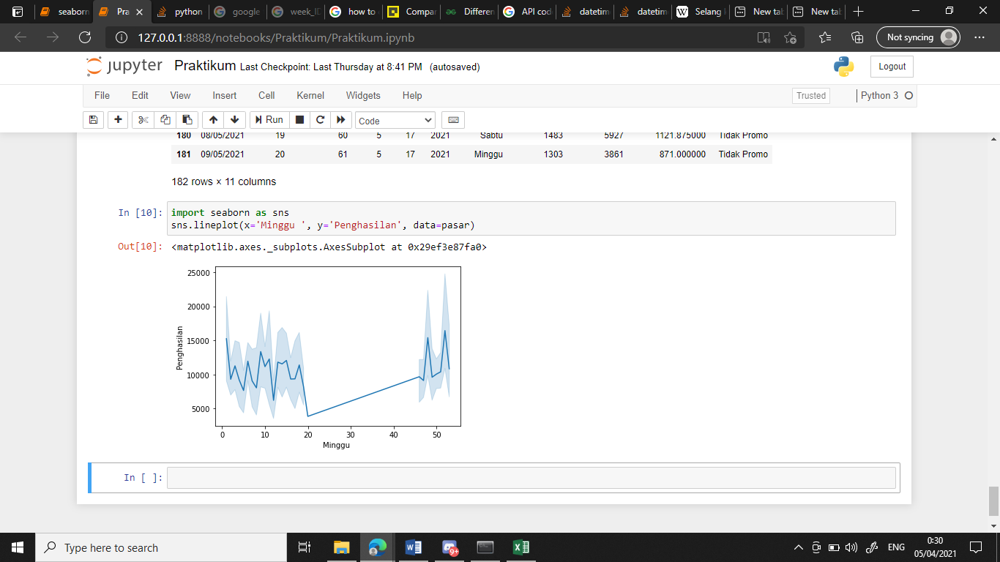 seaborn
Pra
python
google
week_ID
how to
Compar
Differen
API cod
datetim
datetim
Selang
New tab
New tab
127.0.0.1:8888/notebooks/Praktikum/Praktikum.ipynb
Not syncing
jupyter Praktikum Last Checkpoint: Last Thursday at 8:41 PM (autosaved)
Logout
File Edit View Insert Cell Kernel Widgets Help
Trusted
Python 3
Run
Code
180 08/05/2021 19 60 5 17 2021 Sabtu 1483 5927 1121.875000 Tidak Promo
181 09/05/2021 20 61 5 17 2021 Minggu 1303 3861 871.000000 Tidak Promo
182 rows × 11 columns
In [10]: import seaborn as sns
sns.lineplot(x='Minggu ', y='Penghasilan', data=pasar)
Out[10]: <matplotlib.axes._subplots.AxesSubplot at 0x29ef3e87fa0>
25000
20000
15000
10000
5000
Penghasilan
0 10 20 30 40 50
Minggu
In [ ]:
Type here to search
9+
ENG
0:30
05/04/2021